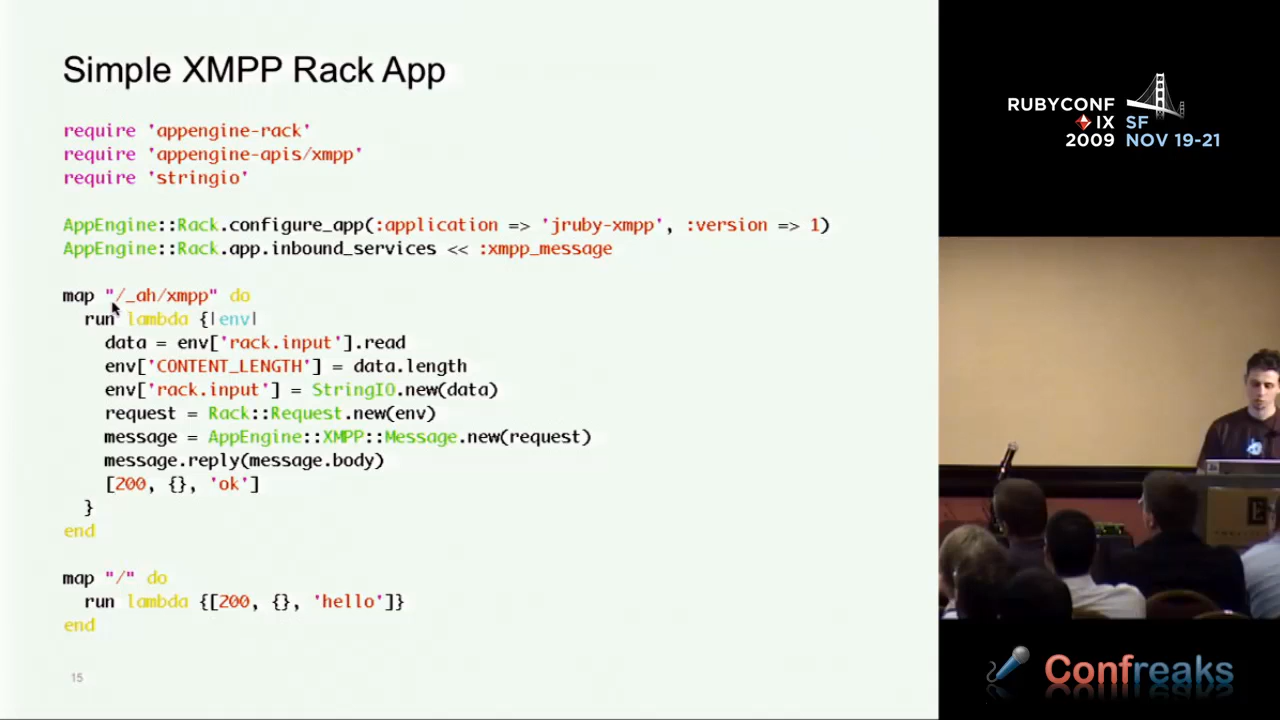 Simple XMPP Rack App
require 'appengine-rack'
require 'appengine-apis/xmpp'
require 'stringio'
AppEngine::Rack.configure_app(:application => 'jruby-xmpp', :version => 1)
AppEngine::Rack.app.inbound_services << :xmpp_message
map "/_ah/xmpp" do
  run lambda {|env|
    data = env['rack.input'].read
    env['CONTENT_LENGTH'] = data.length
    env['rack.input'] = StringIO.new(data)
    request = Rack::Request.new(env)
    message = AppEngine::XMPP::Message.new(request)
    message.reply(message.body)
    [200, {}, 'ok']
  }
end
map "/" do
  run lambda {[200, {}, 'hello']}
end
15
RUBYCONF
IX SF
2009 NOV 19-21
Confreaks